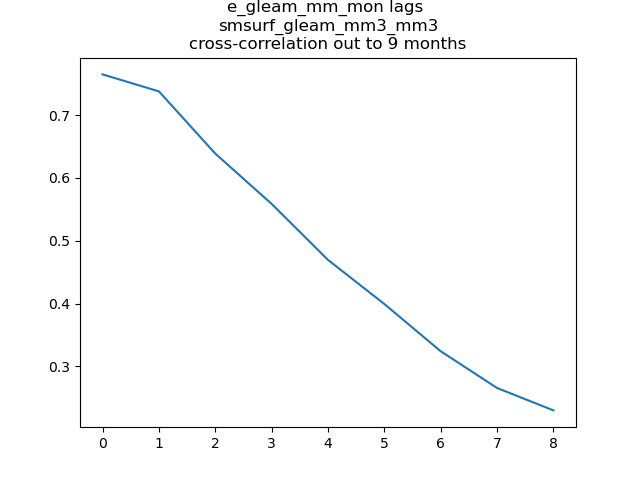 e_gleam_mm_mon lags
smsurf_gleam_mm3_mm3
cross-correlation out to 9 months
0.7
0.6
0.5
0.4
0.3
0 1 2 3 4 5 6 7 8